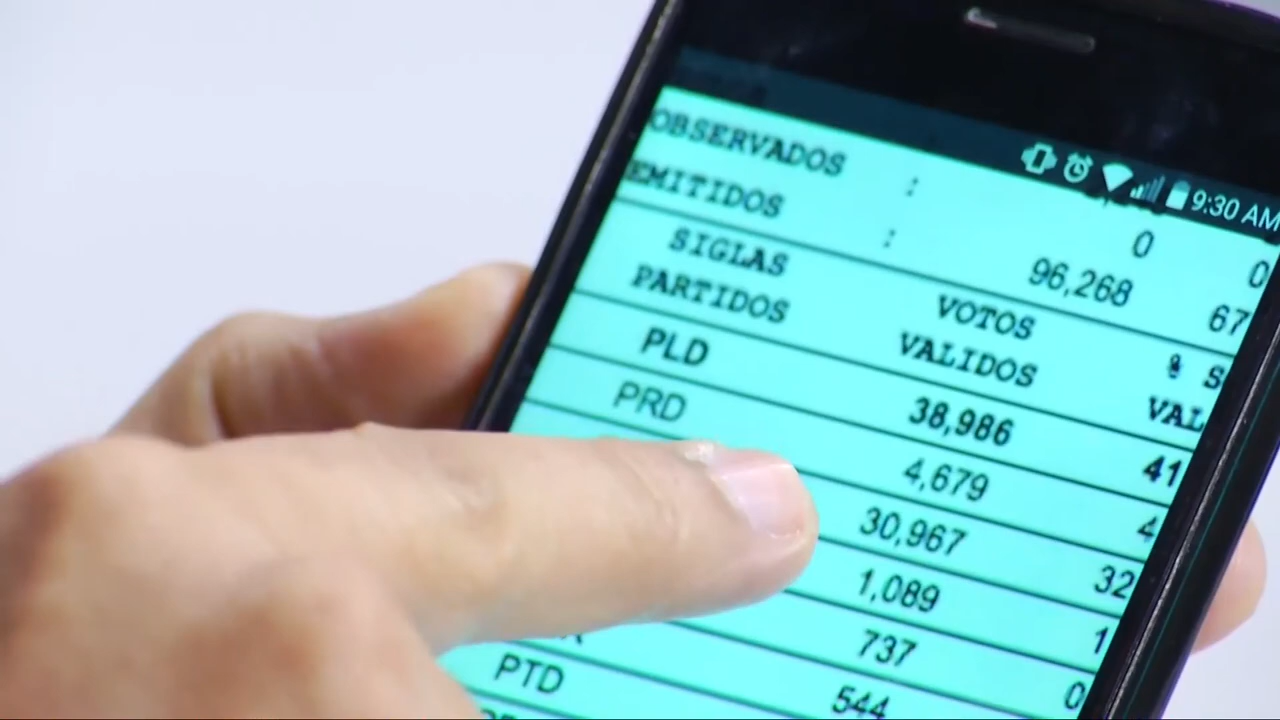 OBSERVADOS : 0 0
EMITIDOS : 96,268 67
SIGLAS VOTOS S
PARTIDOS VALIDOS VAL
PLD 38,986 41
PRD 4,679 4
30,967 32
1,089 1
737 0
544
PTD
9:30 AM